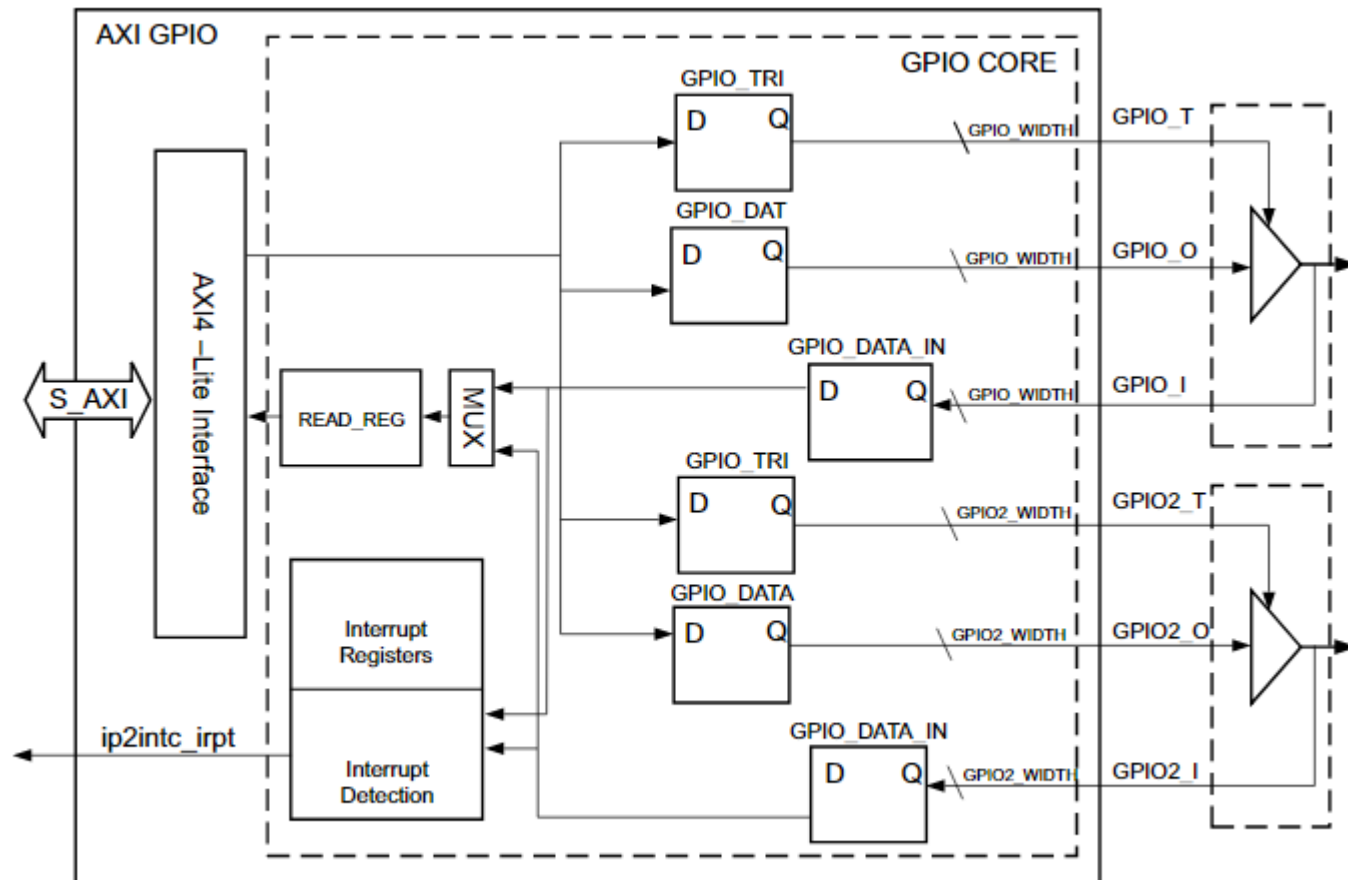 AXI GPIO
GPIO CORE
GPIO_TRI
D Q
GPIO_WIDTH
GPIO_T
GPIO_DAT
D Q
GPIO_WIDTH
GPIO_O
AXI4 –Lite Interface
S_AXI
READ_REG
MUX
GPIO_DATA_IN
D Q
GPIO_WIDTH
GPIO_I
GPIO_TRI
D Q
GPIO2_WIDTH
GPIO2_T
GPIO_DATA
D Q
GPIO2_WIDTH
GPIO2_O
Interrupt
Registers
ip2intc_irpt
Interrupt
Detection
GPIO_DATA_IN
D Q
GPIO2_WIDTH
GPIO2_I